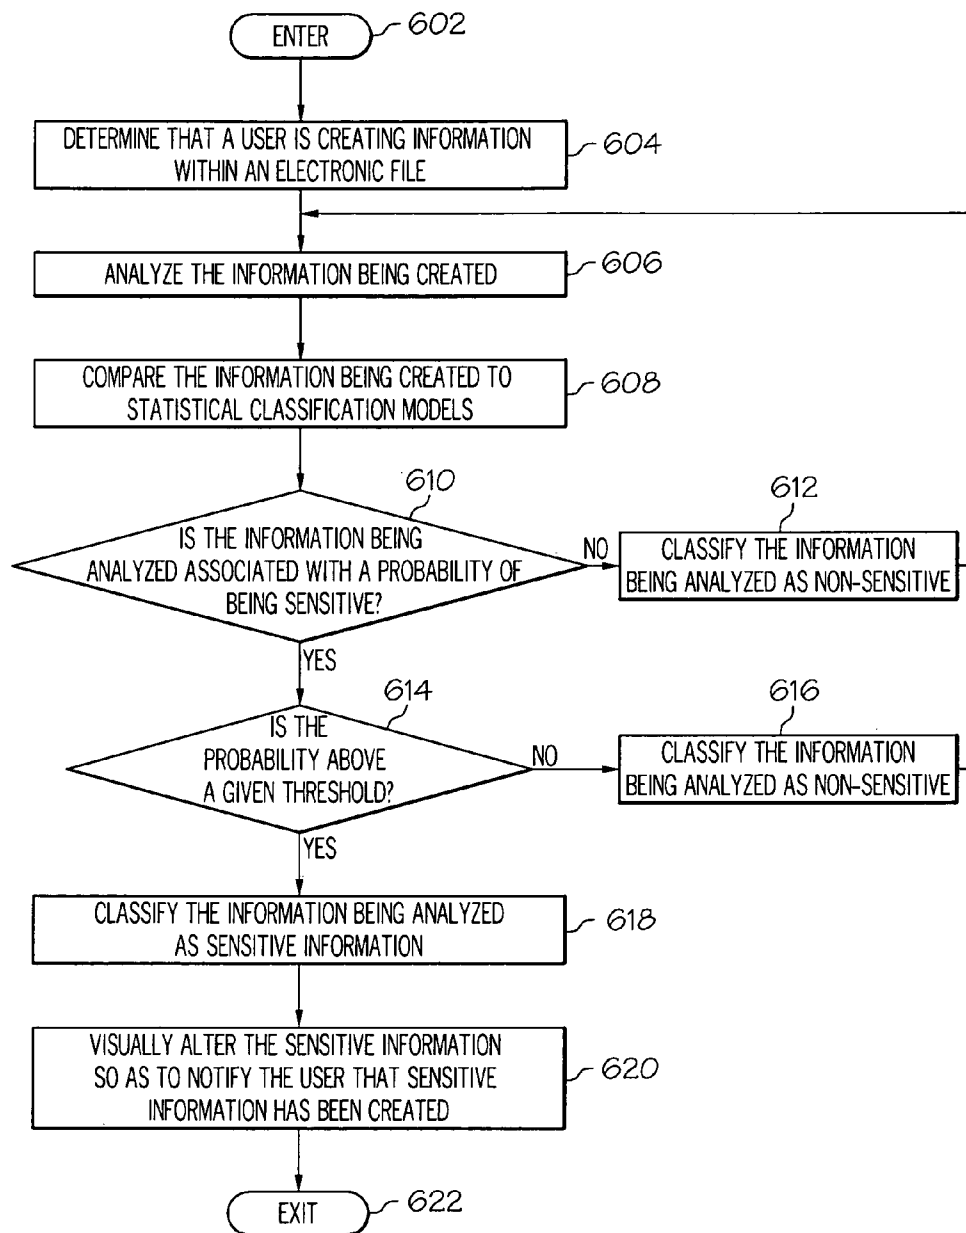 ENTER
602
DETERMINE THAT A USER IS CREATING INFORMATION
WITHIN AN ELECTRONIC FILE
604
ANALYZE THE INFORMATION BEING CREATED
606
COMPARE THE INFORMATION BEING CREATED TO
STATISTICAL CLASSIFICATION MODELS
608
610
IS THE INFORMATION BEING
ANALYZED ASSOCIATED WITH A PROBABILITY OF
BEING SENSITIVE?
NO
612
CLASSIFY THE INFORMATION
BEING ANALYZED AS NON-SENSITIVE
YES
614
IS THE
PROBABILITY ABOVE
A GIVEN THRESHOLD?
NO
616
CLASSIFY THE INFORMATION
BEING ANALYZED AS NON-SENSITIVE
YES
CLASSIFY THE INFORMATION BEING ANALYZED
AS SENSITIVE INFORMATION
618
VISUALLY ALTER THE SENSITIVE INFORMATION
SO AS TO NOTIFY THE USER THAT SENSITIVE
INFORMATION HAS BEEN CREATED
620
EXIT
622